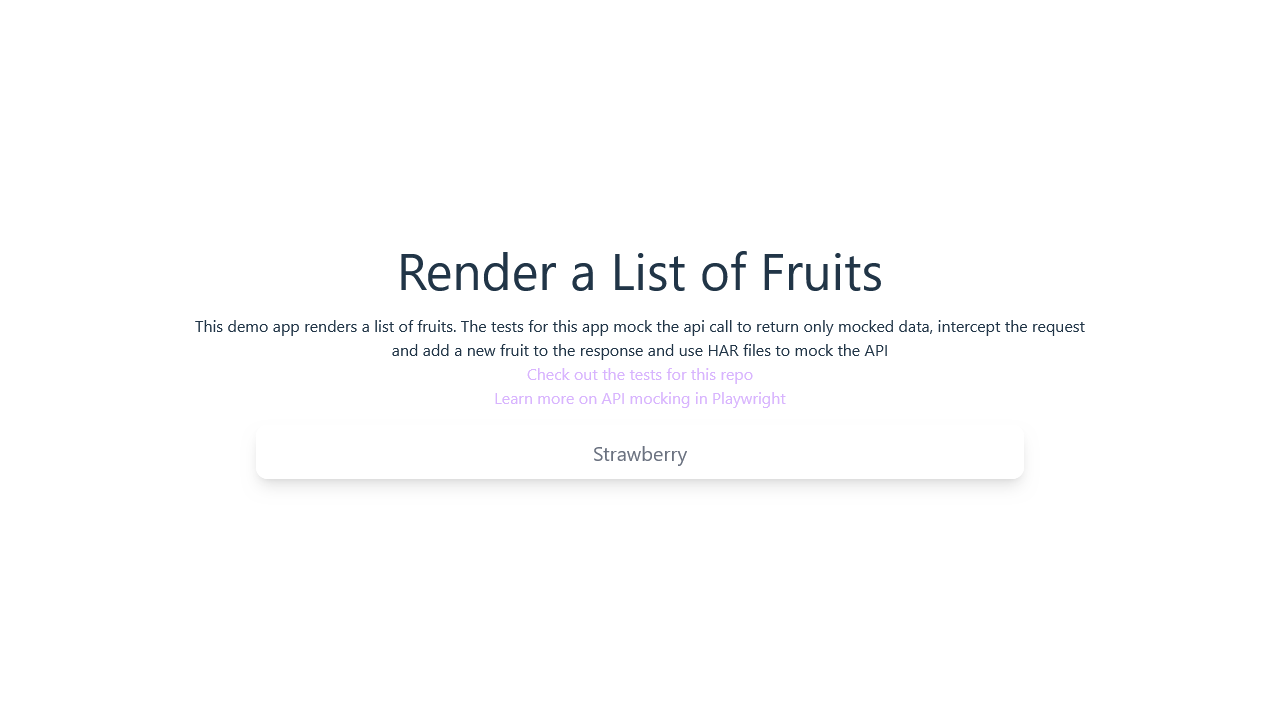 Render a List of Fruits
This demo app renders a list of fruits. The tests for this app mock the api call to return only mocked data, intercept the request
and add a new fruit to the response and use HAR files to mock the API
Check out the tests for this repo
Learn more on API mocking in Playwright
Strawberry